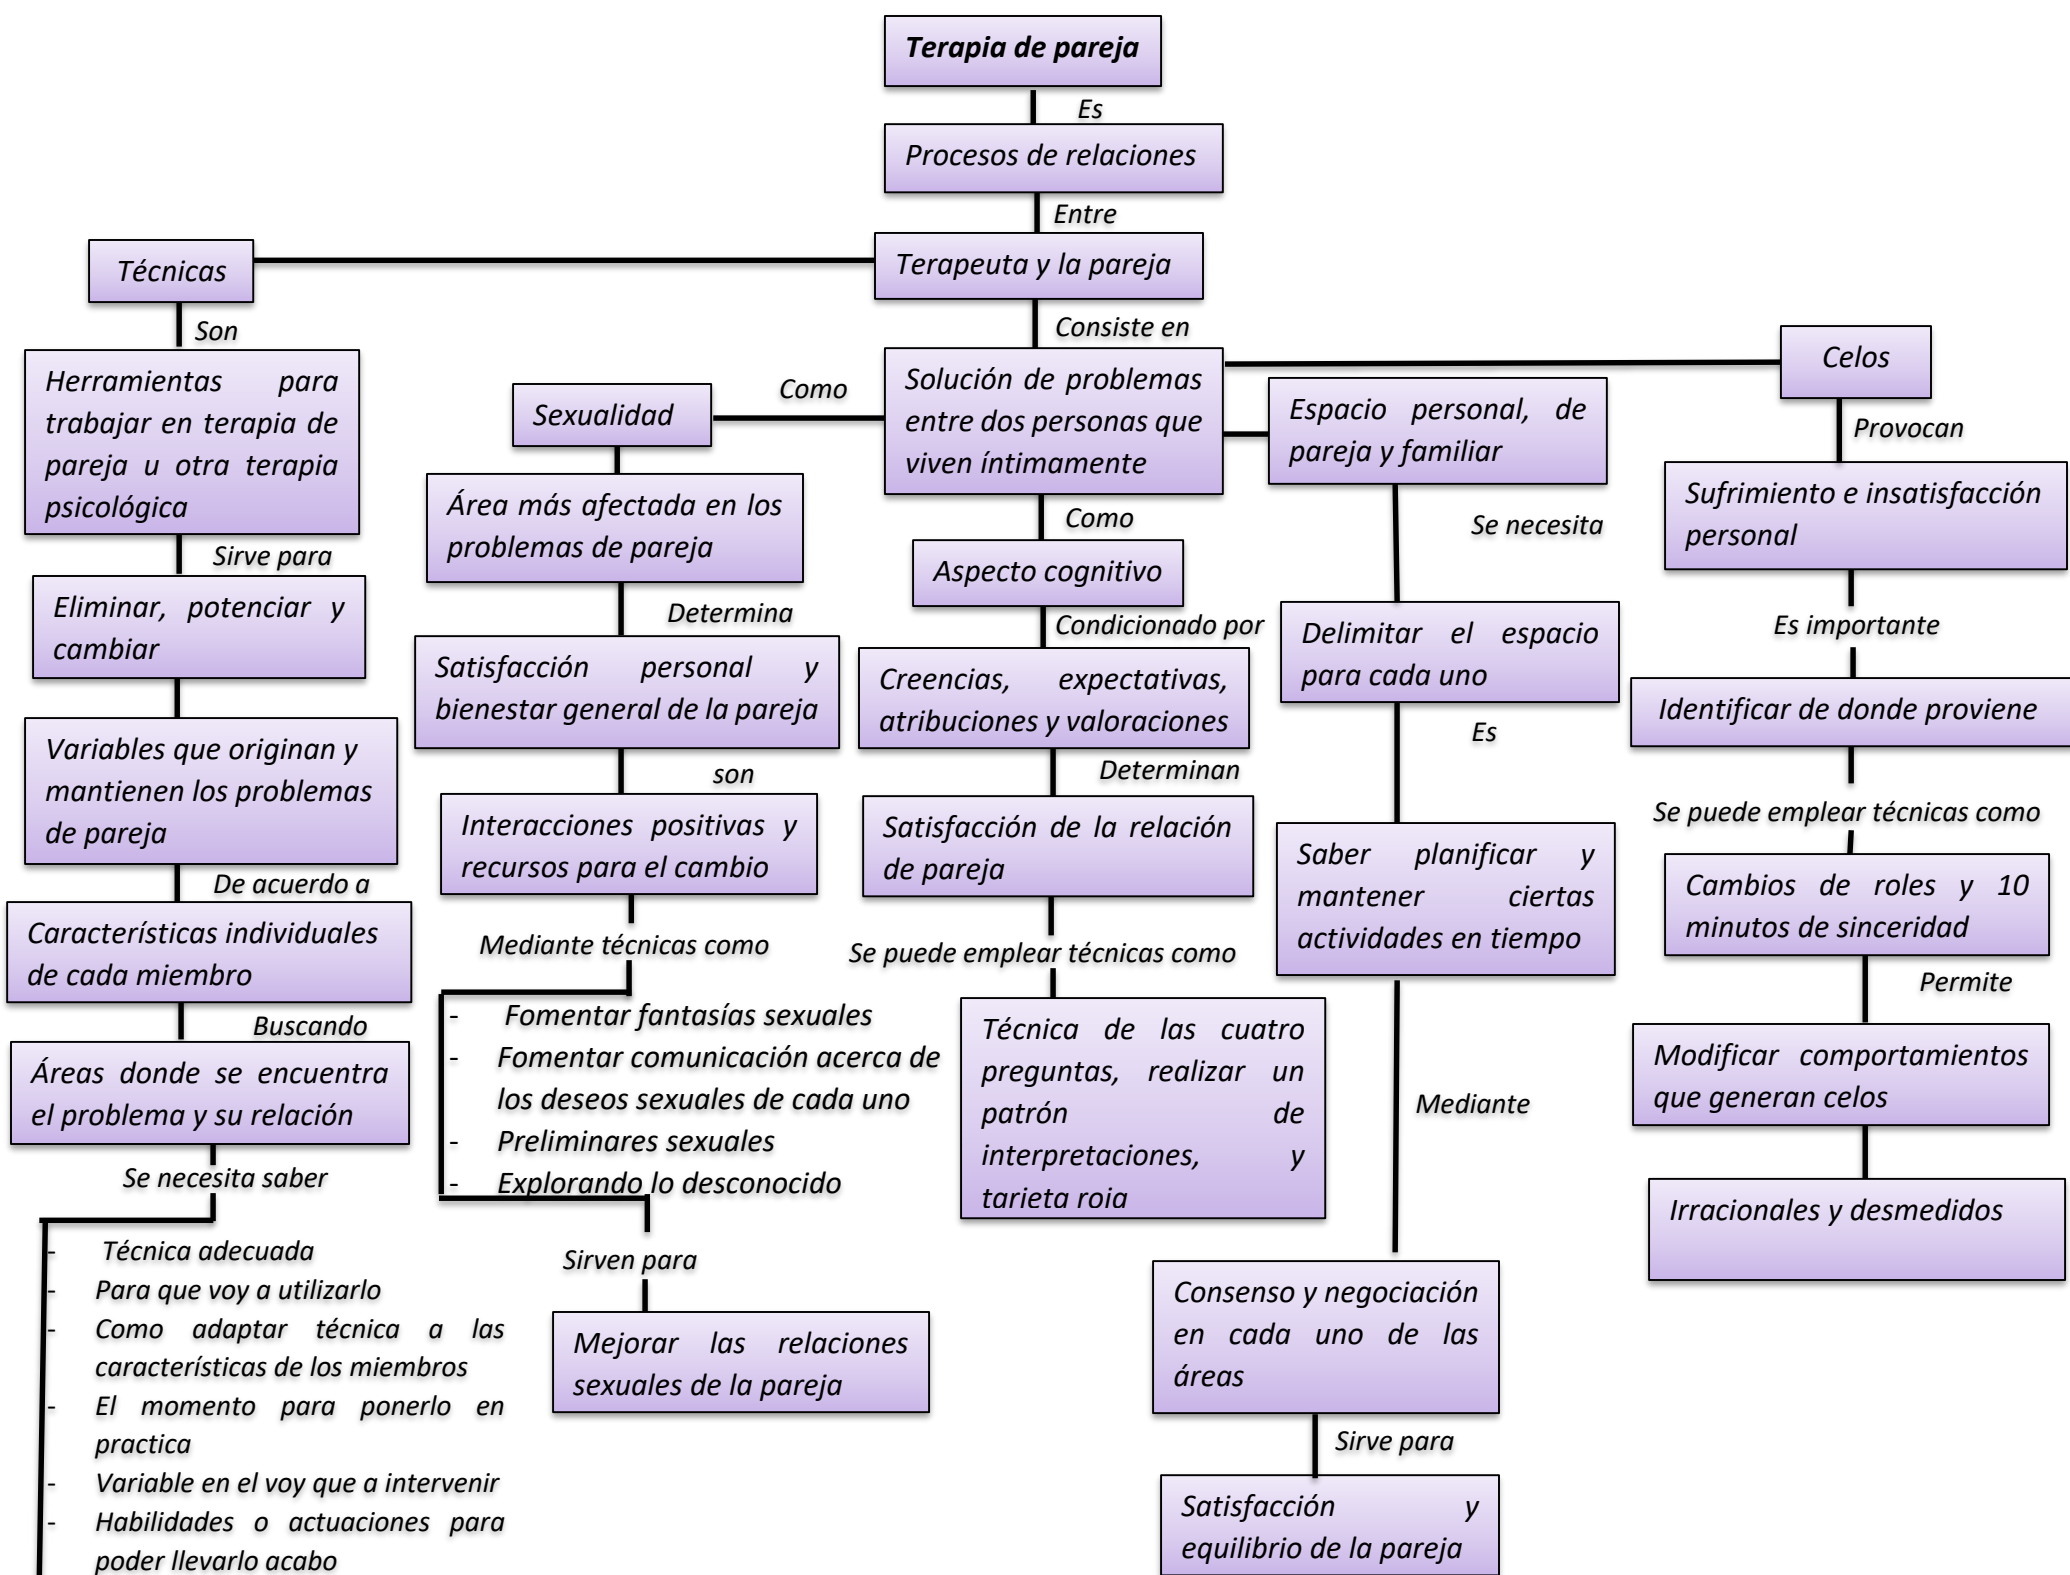 Terapia de pareja
Es
Procesos de relaciones
Entre
Terapeuta y la pareja
Técnicas
Son
Herramientas para
trabajar en terapia de
pareja u otra terapia
psicológica
Sirve para
Eliminar, potenciar y
cambiar
Variables que originan y
mantienen los problemas
de pareja
De acuerdo a
Características individuales
de cada miembro
Buscando
Áreas donde se encuentra
el problema y su relación
Se necesita saber
- Técnica adecuada
- Para que voy a utilizarlo
- Como adaptar técnica a las
características de los miembros
- El momento para ponerlo en
practica
- Variable en el voy que a intervenir
- Habilidades o actuaciones para
poder llevarlo acabo
Consiste en
Solución de problemas
entre dos personas que
viven íntimamente
Como
Sexualidad
Área más afectada en los
problemas de pareja
Determina
Satisfacción personal y
bienestar general de la pareja
son
Interacciones positivas y
recursos para el cambio
Mediante técnicas como
- Fomentar fantasías sexuales
- Fomentar comunicación acerca de
los deseos sexuales de cada uno
- Preliminares sexuales
- Explorando lo desconocido
Sirven para
Mejorar las relaciones
sexuales de la pareja
Como
Aspecto cognitivo
Condicionado por
Creencias, expectativas,
atribuciones y valoraciones
Determinan
Satisfacción de la relación
de pareja
Se puede emplear técnicas como
Técnica de las cuatro
preguntas, realizar un
patrón de
interpretaciones, y
tarjeta roja
Espacio personal, de
pareja y familiar
Se necesita
Delimitar el espacio
para cada uno
Es
Saber planificar y
mantener ciertas
actividades en tiempo
Mediante
Consenso y negociación
en cada uno de las
áreas
Sirve para
Satisfacción y
equilibrio de la pareja
Celos
Provocan
Sufrimiento e insatisfacción
personal
Es importante
Identificar de donde proviene
Se puede emplear técnicas como
Cambios de roles y 10
minutos de sinceridad
Permite
Modificar comportamientos
que generan celos
Irracionales y desmedidos